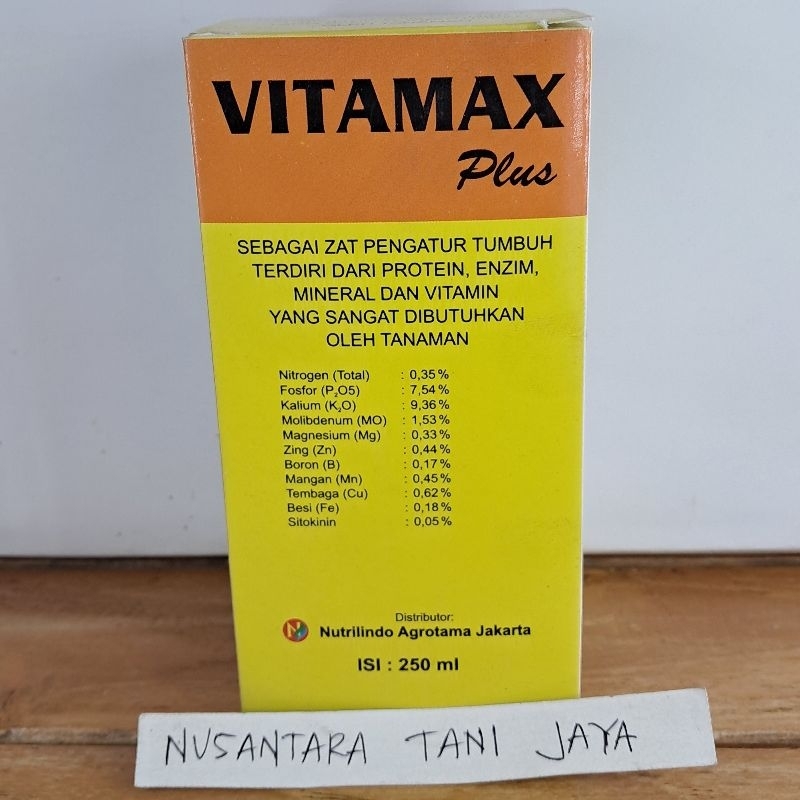 VITAMAX
Plus
SEBAGAI ZAT PENGATUR TUMBUH
TERDIRI DARI PROTEIN, ENZIM,
MINERAL DAN VITAMIN
YANG SANGAT DIBUTUHKAN
OLEH TANAMAN
Nitrogen (Total) : 0,35%
Fosfor (P₂O5) : 7,54%
Kalium (K₂O) : 9,36%
Molibdenum (MO) : 1,53%
Magnesium (Mg) : 0,33%
Zing (Zn) : 0,44%
Boron (B) : 0,17%
Mangan (Mn) : 0,45%
Tembaga (Cu) : 0,62%
Besi (Fe) : 0,18%
Sitokinin : 0,05%
Distributor:
N Nutrilindo Agrotama Jakarta
ISI : 250 ml
NUSANTARA TANI JAYA